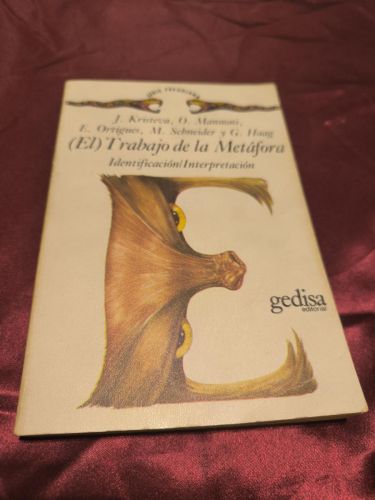 J. Kristeva, O. Mannoni,
E. Ortigues, M. Schneider y G. Haag
(El) Trabajo de la Metáfora
Identificación/Interpretación
gedisa
editorial